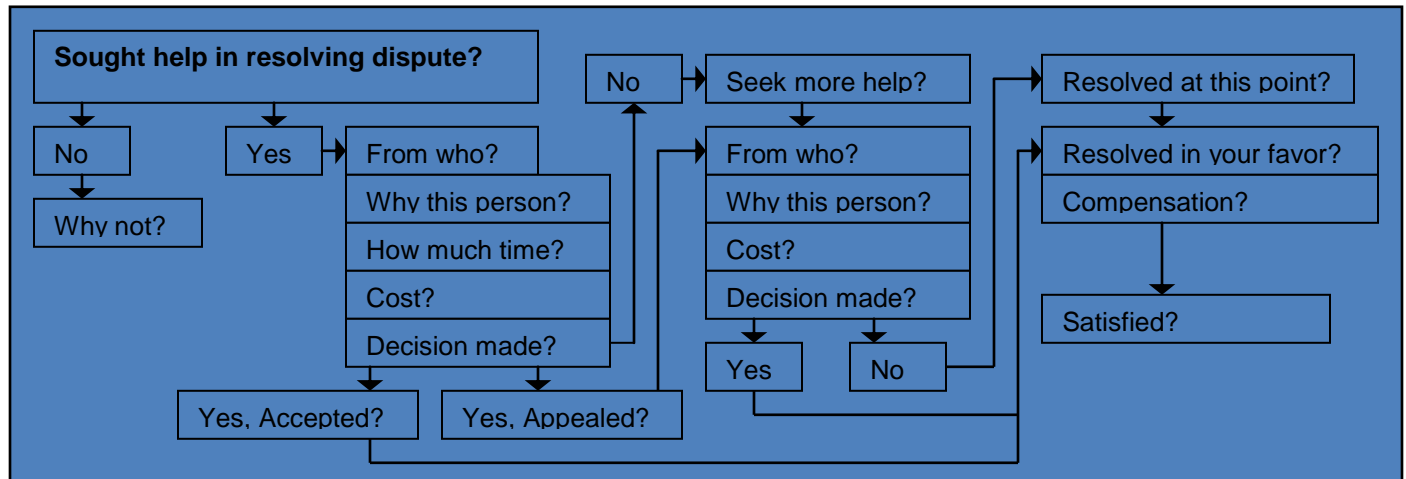 Sought help in resolving dispute?
No
Why not?
Yes
From who?
Why this person?
How much time?
Cost?
Decision made?
Yes, Accepted?
Yes, Appealed?
No
Seek more help?
From who?
Why this person?
Cost?
Decision made?
Yes
No
Resolved at this point?
Resolved in your favor?
Compensation?
Satisfied?